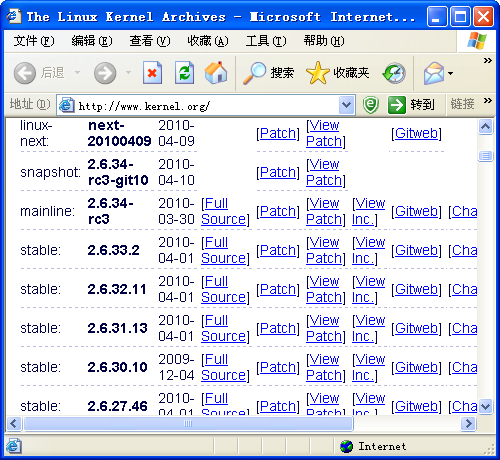 The Linux Kernel Archives - Microsoft Internet...
文件(F) 编辑(E) 查看(V) 收藏(A) 工具(T) 帮助(H)
后退 搜索 收藏夹
地址(D) http://www.kernel.org/ 转到 链接
linux-next: next-20100409 2010-04-09 [Patch] [View Patch] [Gitweb]
snapshot: 2.6.34-rc3-git10 2010-04-10 [Patch] [View Patch]
mainline: 2.6.34-rc3 2010-03-30 [Full Source] [Patch] [View Patch] [View Inc.] [Gitweb] [Cha
stable: 2.6.33.2 2010-04-01 [Full Source] [Patch] [View Patch] [View Inc.] [Gitweb] [Cha
stable: 2.6.32.11 2010-04-01 [Full Source] [Patch] [View Patch] [View Inc.] [Gitweb] [Cha
stable: 2.6.31.13 2010-04-01 [Full Source] [Patch] [View Patch] [View Inc.] [Gitweb] [Cha
stable: 2.6.30.10 2009-12-04 [Full Source] [Patch] [View Patch] [View Inc.] [Gitweb] [Cha
stable: 2.6.27.46 2010-04-01 [Full Source] [Patch] [View Patch] [View Inc.] [Gitweb] [Cha
Internet